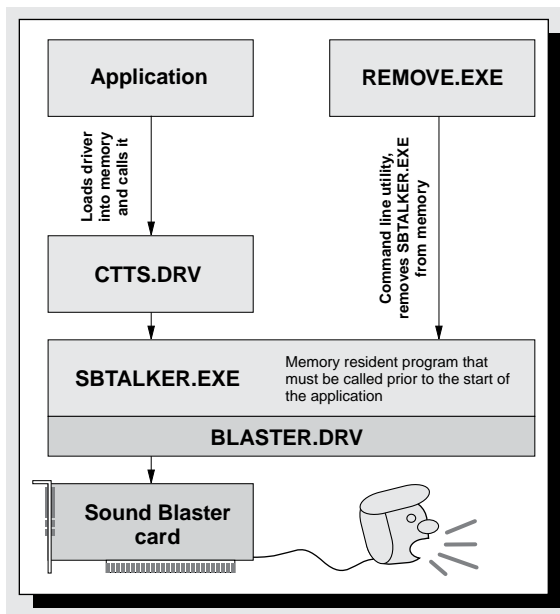 Application
REMOVE.EXE
Loads driver
into memory
and calls it
Command line utility,
removes SBTALKER.EXE
from memory
CTTS.DRV
SBTALKER.EXE
Memory resident program that
must be called prior to the start of
the application
BLASTER.DRV
Sound Blaster
card